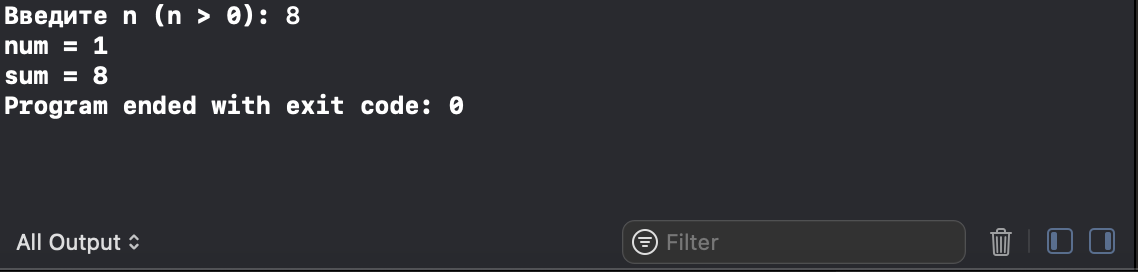 Введите n (n > 0): 8
num = 1
sum = 8
Program ended with exit code: 0
All Output
Filter